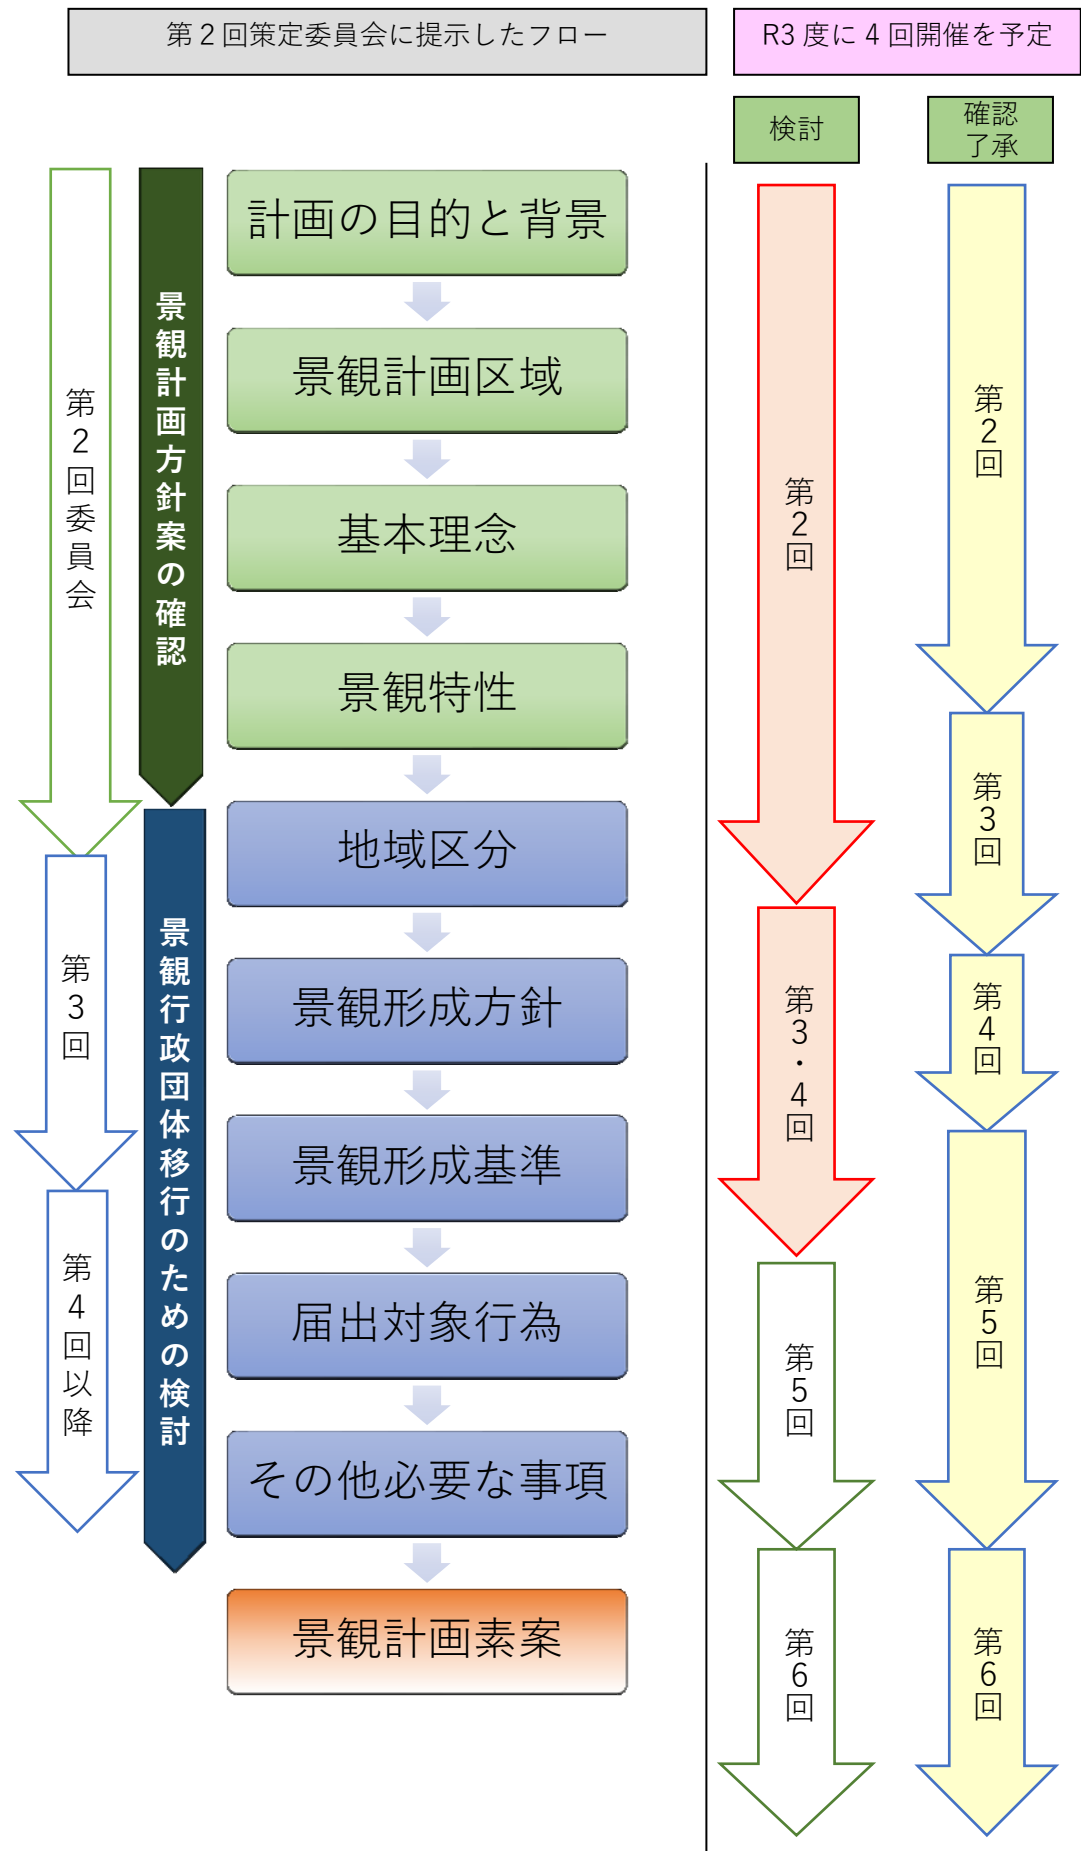 第２回策定委員会に提示したフロー
R3 度に 4 回開催を予定
検討
確認
了承
第2回委員会
第3回
第4回以降
景観計画方針案の確認
景観行政団体移行のための検討
計画の目的と背景
景観計画区域
基本理念
景観特性
地域区分
景観形成方針
景観形成基準
届出対象行為
その他必要な事項
景観計画素案
第2回
第3・4回
第5回
第6回
第2回
第3回
第4回
第5回
第6回